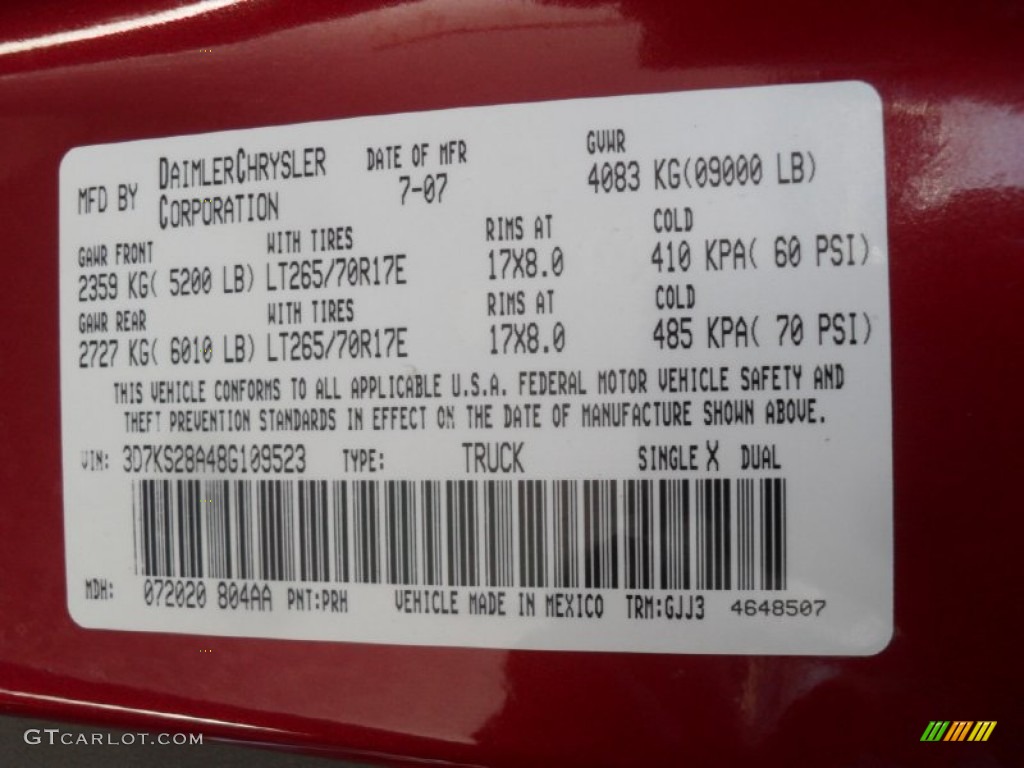 MFD BY DAIMLERCHRYSLER CORPORATION DATE OF MFR 7-07 GVWR 4083 KG(09000 LB)
GAWR FRONT WITH TIRES RIMS AT COLD
2359 KG( 5200 LB) LT265/70R17E 17X8.0 410 KPA( 60 PSI)
GAWR REAR WITH TIRES RIMS AT COLD
2727 KG( 6010 LB) LT265/70R17E 17X8.0 485 KPA( 70 PSI)
THIS VEHICLE CONFORMS TO ALL APPLICABLE U.S.A. FEDERAL MOTOR VEHICLE SAFETY AND
THEFT PREVENTION STANDARDS IN EFFECT ON THE DATE OF MANUFACTURE SHOWN ABOVE.
VIN: 3D7KS28A48G109523 TYPE: TRUCK SINGLE X DUAL
MDH: 072020 804AA PNT:PRH VEHICLE MADE IN MEXICO TRM:GJJ3 4648507
GTCARLOT.COM